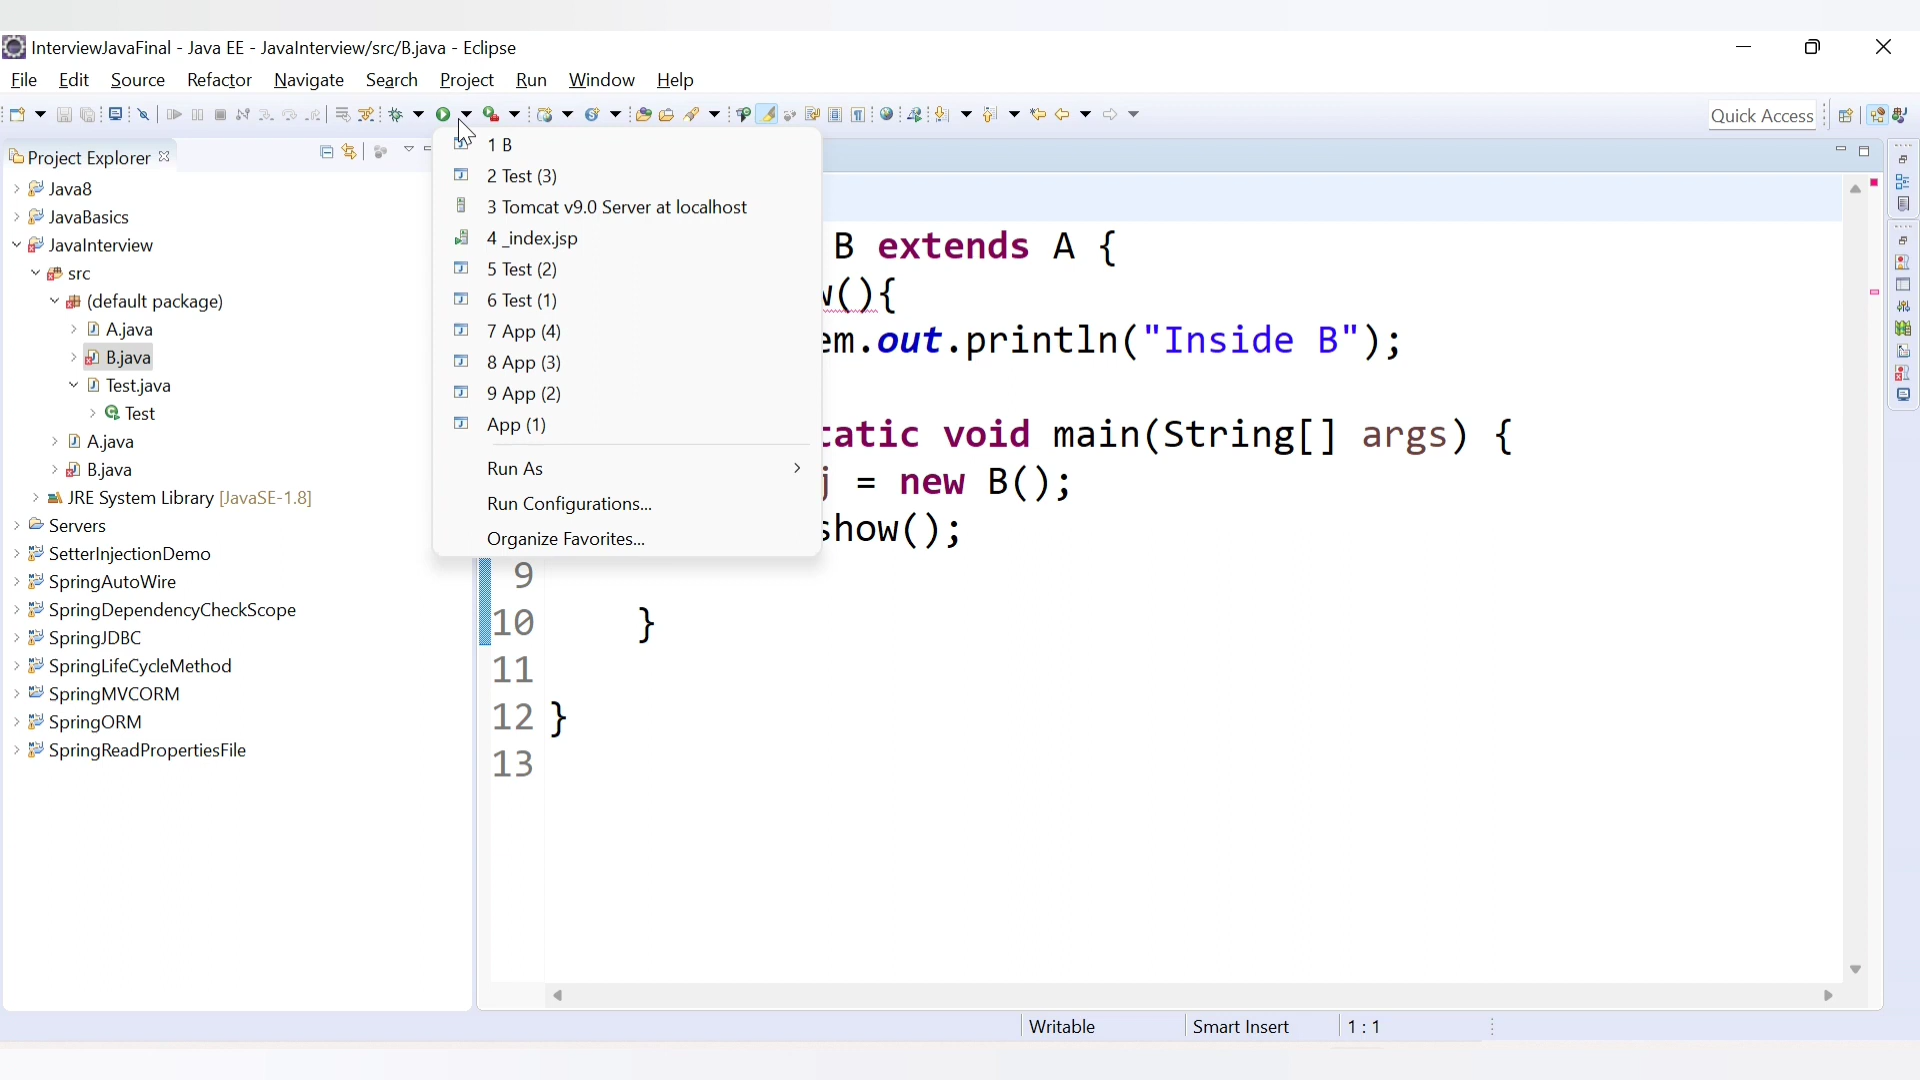 InterviewJavaFinal - Java EE - JavaInterview/src/B.java - Eclipse
File Edit Source Refactor Navigate Search Project Run Window Help
Quick Access
Project Explorer
Java8
JavaBasics
JavaInterview
src
(default package)
A.java
B.java
Test.java
Test
A.java
B.java
JRE System Library [JavaSE-1.8]
Servers
SetterInjectionDemo
SpringAutoWire
SpringDependencyCheckScope
SpringJDBC
SpringLifeCycleMethod
SpringMVCORM
SpringORM
SpringReadPropertiesFile
1 B
2 Test (3)
3 Tomcat v9.0 Server at localhost
4 _index.jsp
5 Test (2)
6 Test (1)
7 App (4)
8 App (3)
9 App (2)
App (1)
Run As
Run Configurations...
Organize Favorites...
B extends A {
(){
m.out.println("Inside B");
atic void main(String[] args) {
= new B();
show();
9
10 }
11
12 }
13
Writable Smart Insert 1 : 1